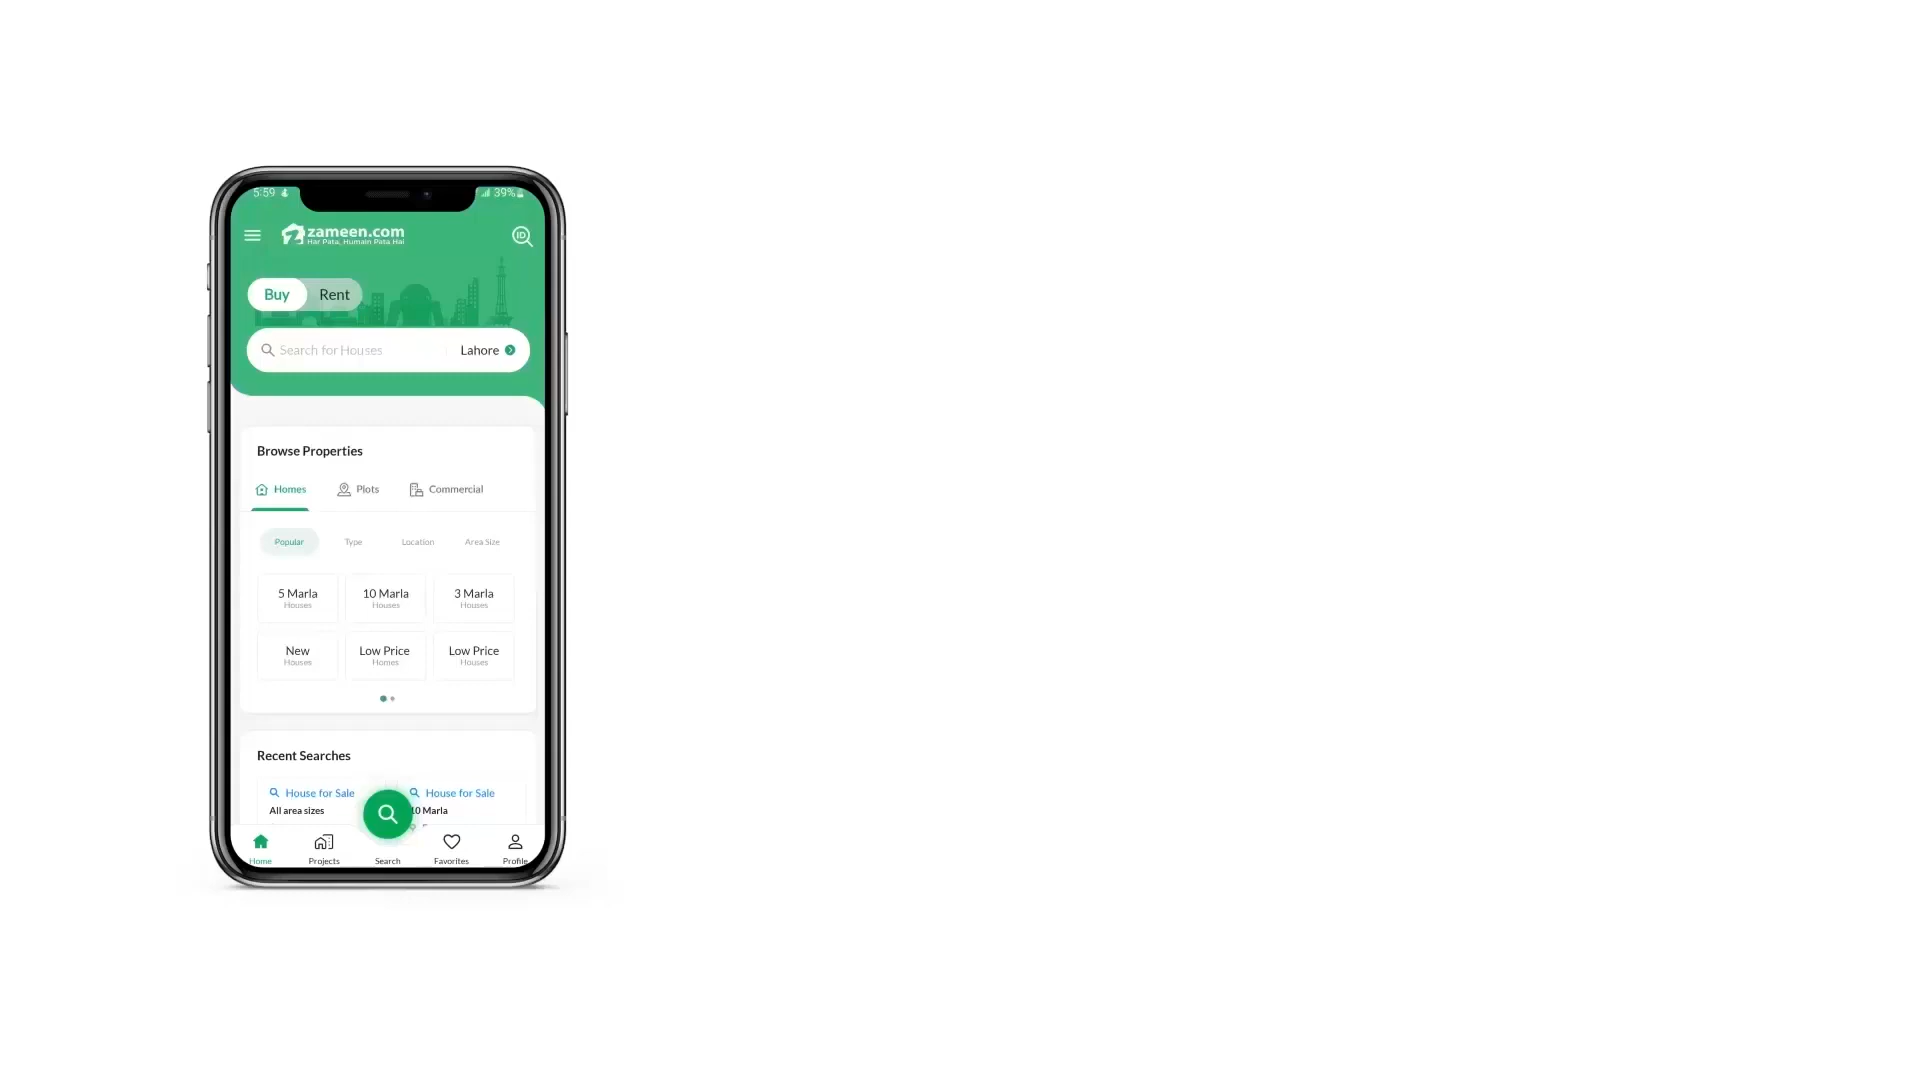 5:59 39%
zameen.com
Har Pata, Humain Pata Hai
ID
Buy Rent
Search for Houses Lahore
Browse Properties
Homes Plots Commercial
Popular Type Location Area Size
5 Marla 10 Marla 3 Marla
Houses Houses Houses
New Low Price Low Price
Houses Homes Houses
Recent Searches
House for Sale House for Sale
All area sizes 10 Marla
Home Projects Search Favorites Profile